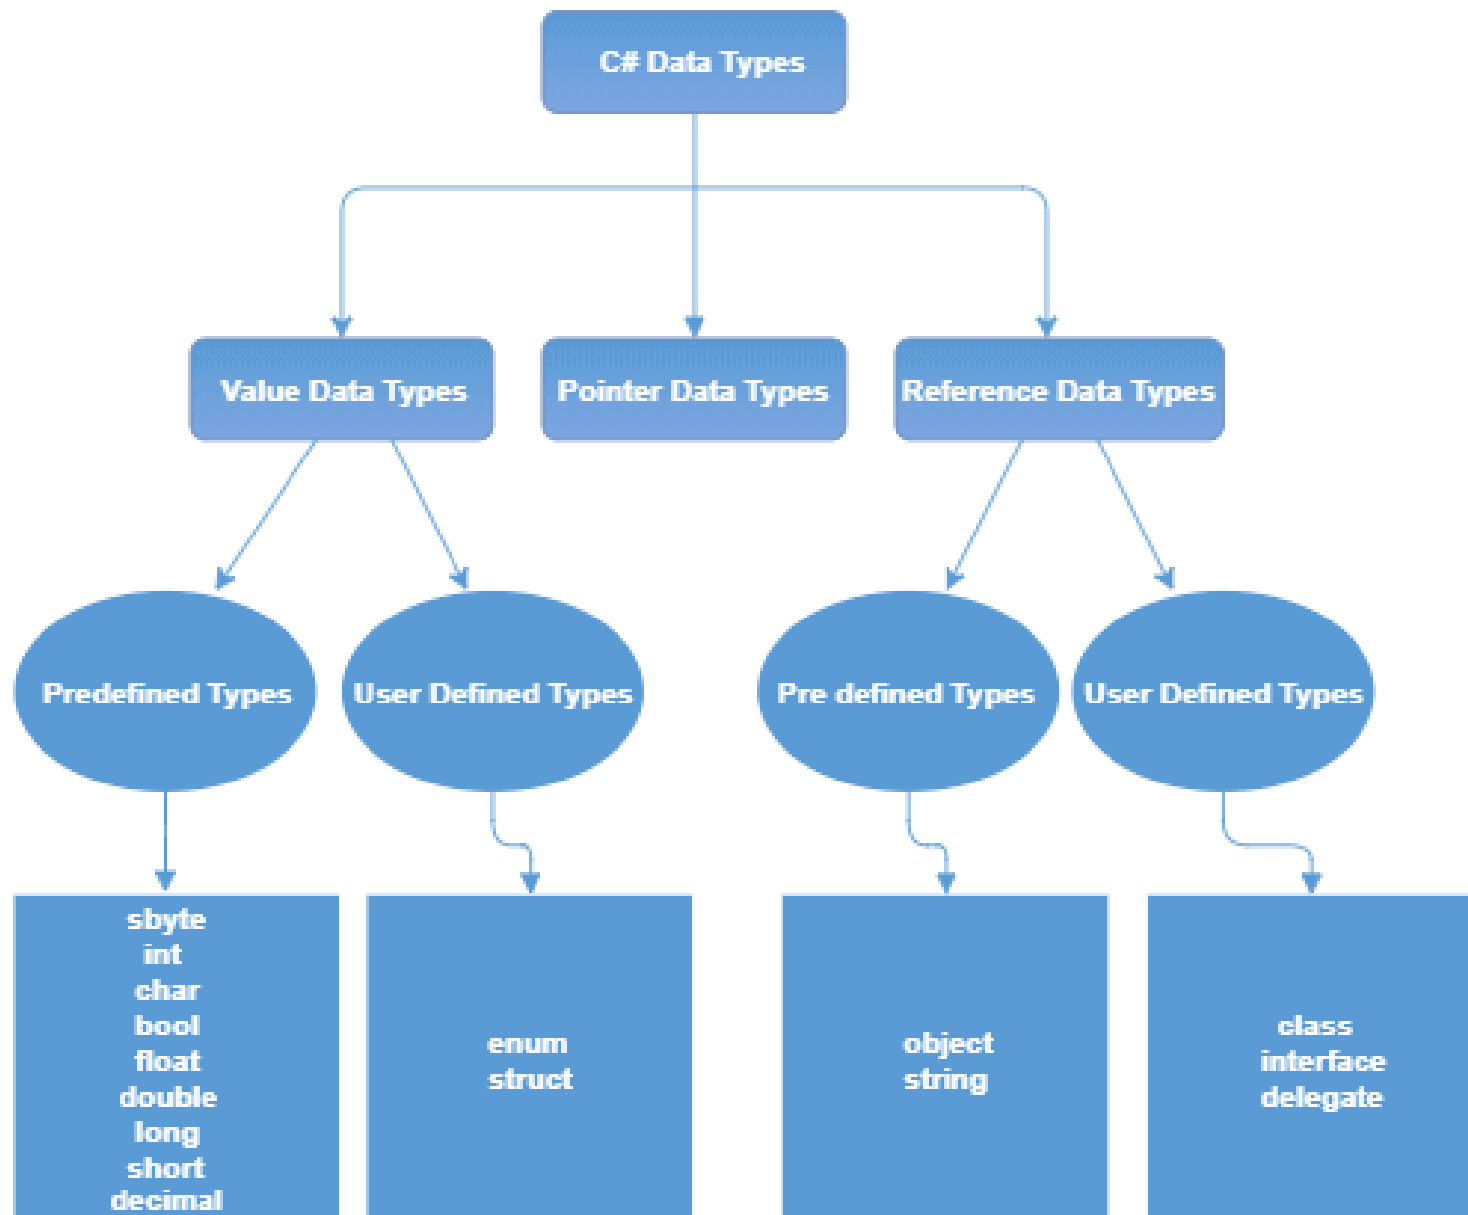 C# Data Types
Value Data Types
Pointer Data Types
Reference Data Types
Predefined Types
User Defined Types
Pre defined Types
User Defined Types
sbyte
int
char
bool
float
double
long
short
decimal
enum
struct
object
string
class
interface
delegate